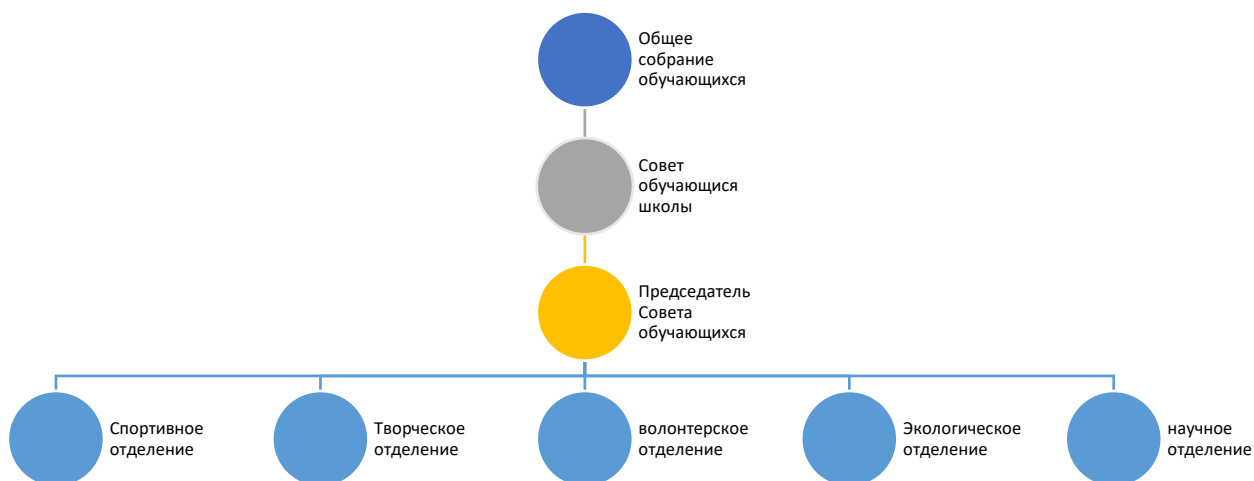 Общее
собрание
обучающихся
Совет
обучающися
школы
Председатель
Совета
обучающихся
Спортивное
отделение
Творческое
отделение
волонтерское
отделение
Экологическое
отделение
научное
отделение